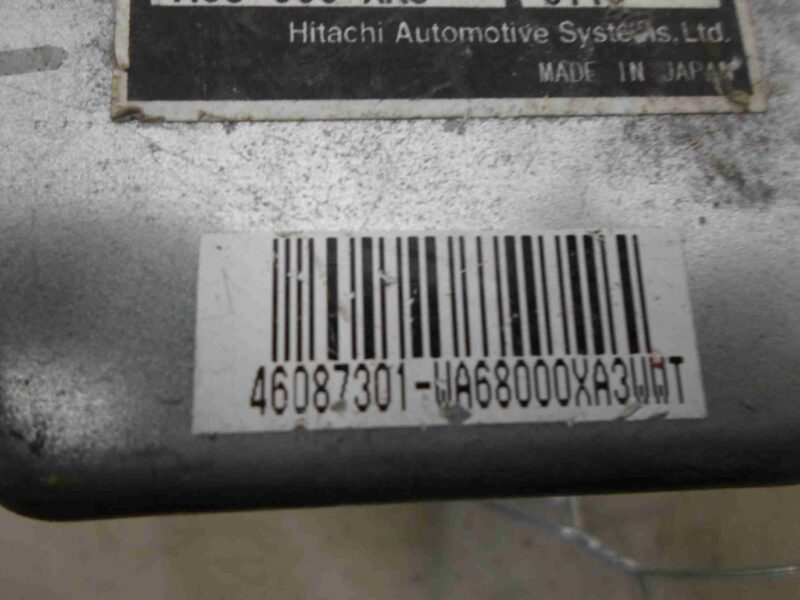 Hitachi Automotive Systems, Ltd.
MADE IN JAPAN
46087301-WA68000XA3WWT